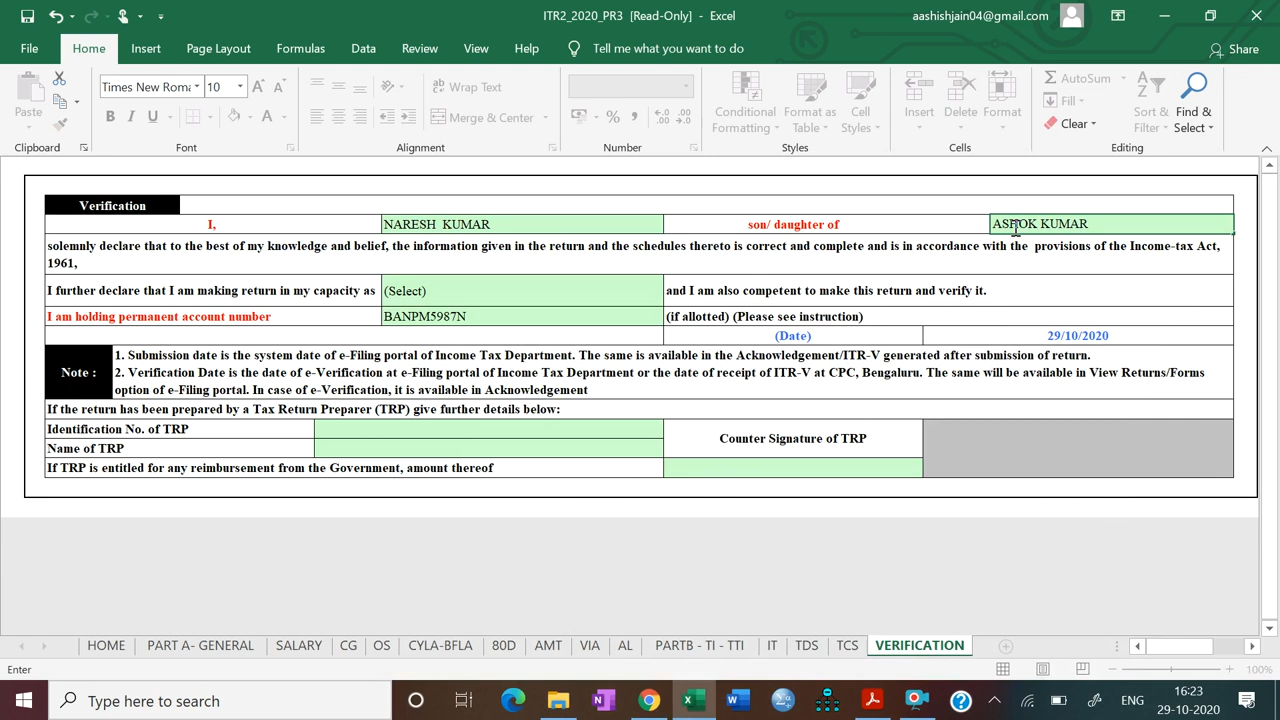 ITR2_2020_PR3 [Read-Only] - Excel
aashishjain04@gmail.com
File Home Insert Page Layout Formulas Data Review View Help Tell me what you want to do Share
Paste
Clipboard
Times New Roma 10
B I U
Font
Wrap Text
Merge & Center
Alignment
%
Number
Conditional Formatting
Format as Table
Cell Styles
Styles
Insert Delete Format
Cells
AutoSum
Fill
Clear
Sort & Filter
Find & Select
Editing
Verification
I, NARESH KUMAR son/ daughter of ASHOK KUMAR
solemnly declare that to the best of my knowledge and belief, the information given in the return and the schedules thereto is correct and complete and is in accordance with the provisions of the Income-tax Act,
1961,
I further declare that I am making return in my capacity as (Select) and I am also competent to make this return and verify it.
I am holding permanent account number BANPM5987N (if allotted) (Please see instruction)
(Date) 29/10/2020
Note :
1. Submission date is the system date of e-Filing portal of Income Tax Department. The same is available in the Acknowledgement/ITR-V generated after submission of return.
2. Verification Date is the date of e-Verification at e-Filing portal of Income Tax Department or the date of receipt of ITR-V at CPC, Bengaluru. The same will be available in View Returns/Forms
option of e-Filing portal. In case of e-Verification, it is available in Acknowledgement
If the return has been prepared by a Tax Return Preparer (TRP) give further details below:
Identification No. of TRP
Counter Signature of TRP
Name of TRP
If TRP is entitled for any reimbursement from the Government, amount thereof
HOME PART A- GENERAL SALARY CG OS CYLA-BFLA 80D AMT VIA AL PARTB - TI - TTI IT TDS TCS VERIFICATION
Enter
100%
Type here to search
ENG
16:23
29-10-2020